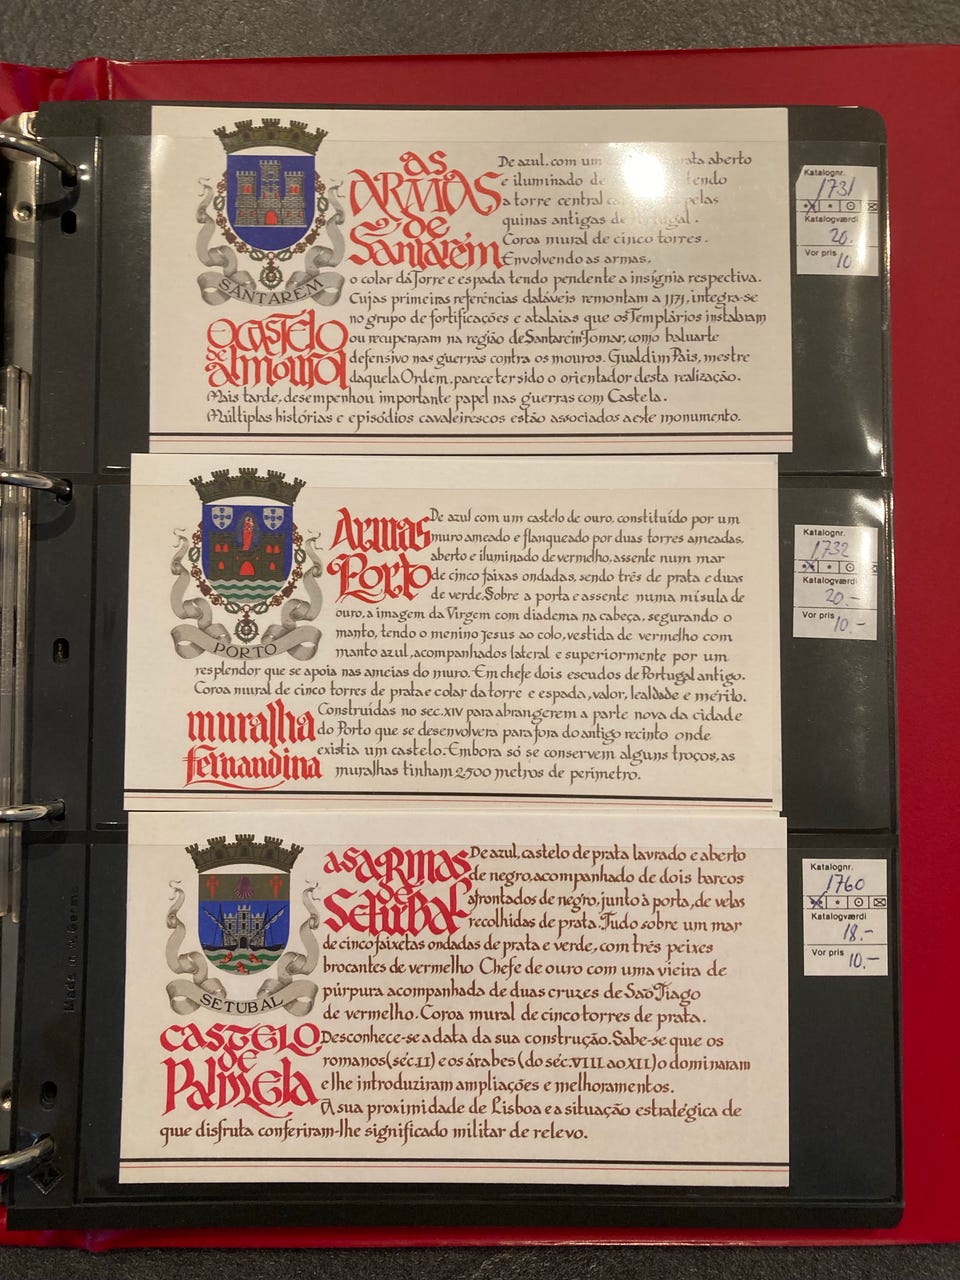 as
ARMAS
de
Santarém
De azul, com um prata aberto
e iluminado de tendo
a torre central pelas
quinas antigas de Portugal.
Coroa mural de cinco torres.
Envolvendo as armas,
o colar da Torre e espada tendo pendente a insígnia respectiva.
SANTARÉM
O CASTELO
de
almourol
Cujas primeiras referências datáveis remontam a 1171, integra-se
no grupo de fortificações e atalaias que os Templários instalaram
ou recuperaram na região de Santarém-Tomar, como baluarte
defensivo nas guerras contra os mouros. Gualdim Pais, mestre
daquela Ordem, parece ter sido o orientador desta realização.
Mais tarde, desempenhou importante papel nas guerras com Castela.
Múltiplas histórias e episódios cavaleirescos estão associados a este monumento.
Katalognr.
1731
Katalogværdi
20.-
Vor pris
10
Armas
Porto
De azul com um castelo de ouro, constituído por um
muro ameado e flanqueado por duas torres ameadas,
aberto e iluminado de vermelho, assente num mar
de cinco faixas ondadas, sendo três de prata e duas
de verde. Sobre a porta e assente numa mísula de
ouro, a imagem da Virgem com diadema na cabeça, segurando o
manto, tendo o menino Jesus ao colo, vestida de vermelho com
manto azul, acompanhados lateral e superiormente por um
resplendor que se apoia nas ameias do muro. Em chefe dois escudos de Portugal antigo.
Coroa mural de cinco torres de prata e colar da torre e espada, valor, lealdade e mérito.
PORTO
muralha
fernandina
Construídas no séc. XIV para abrangerem a parte nova da cidade
do Porto que se desenvolvera para fora do antigo recinto onde
existia um castelo. Embora só se conservem alguns troços, as
muralhas tinham 2500 metros de perímetro.
Katalognr.
1732
Katalogværdi
20.-
Vor pris
10.-
as aRmas
de
Setúbal
De azul, castelo de prata lavrado e aberto
de negro, acompanhado de dois barcos
afrontados de negro, junto à porta, de velas
recolhidas de prata. Tudo sobre um mar
de cinco faixetas ondadas de prata e verde, com três peixes
brocantes de vermelho Chefe de ouro com uma vieira de
púrpura acompanhada de duas cruzes de Sao Tiago
de vermelho. Coroa mural de cinco torres de prata.
SETUBAL
CASTELO
de
Palmela
Desconhece-se a data da sua construção. Sabe-se que os
romanos (séc. II) e os árabes (do séc. VIII ao XII) o dominaram
e lhe introduziram ampliações e melhoramentos.
A sua proximidade de Lisboa e a situação estratégica de
que disfruta conferiram-lhe significado militar de relevo.
Katalognr.
1760
Katalogværdi
18.-
Vor pris
10.-
Made in W. Germany